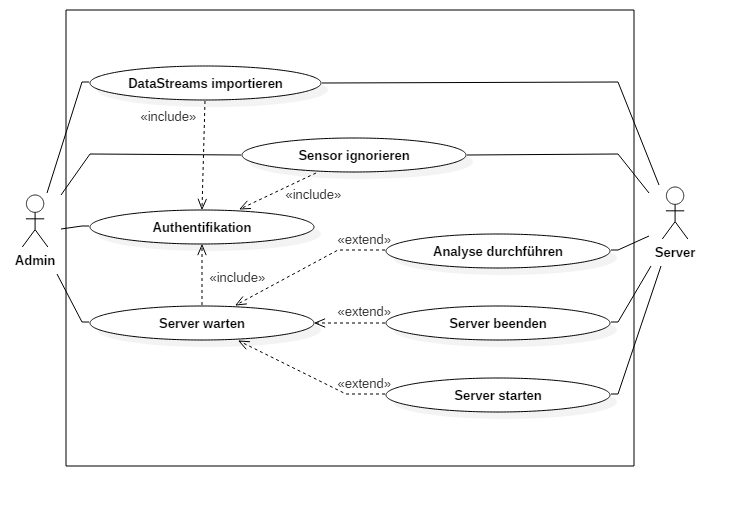 DataStreams importieren
«include»
Sensor ignorieren
«include»
Authentifikation
«extend»
Analyse durchführen
Admin
Server
«include»
«extend»
Server warten
Server beenden
«extend»
Server starten